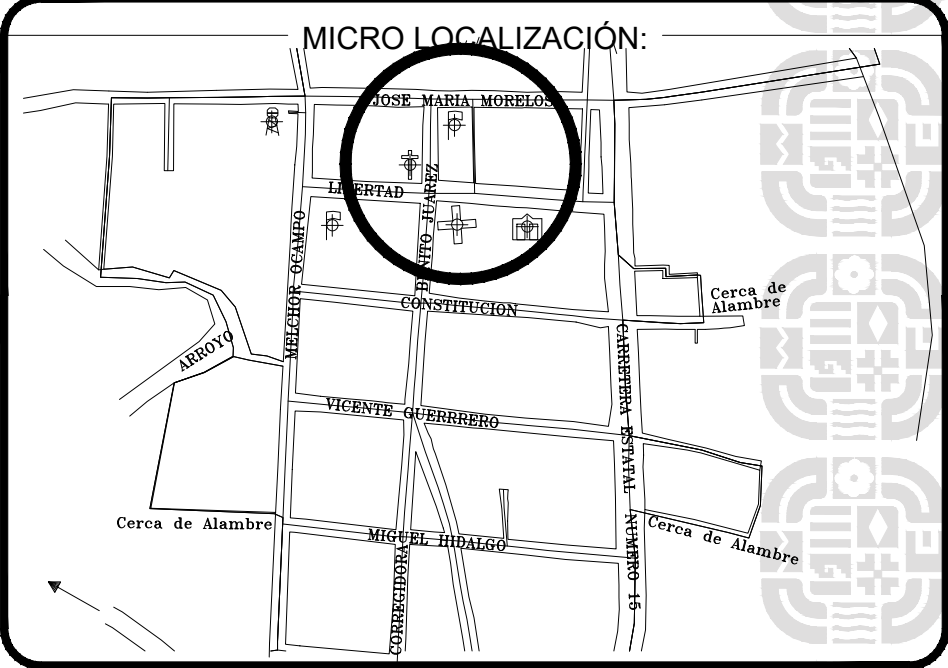 MICRO LOCALIZACIÓN:
JOSE MARIA MORELOS
LIBERTAD
BENITO JUAREZ
MELCHOR OCAMPO
Cerca de
Alambre
CONSTITUCION
ARROYO
CARRETERA ESTATAL NUMERO 15
VICENTE GUERRRERO
Cerca de Alambre
Cerca de Alambre
MIGUEL HIDALGO
CORREGIDORA